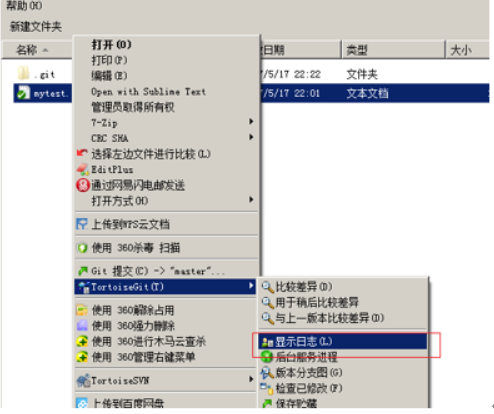 帮助(H)
新建文件夹
名称 日期 类型 大小
.git 7/5/17 22:22 文件夹
mytest. 7/5/17 22:01 文本文档
打开(O)
打印(P)
编辑(E)
Open with Sublime Text
管理员取得所有权
7-Zip
CRC SHA
选择左边文件进行比较(L)
EditPlus
通过网易闪电邮发送
打开方式(H)
上传到WPS云文档
使用 360杀毒 扫描
Git 提交(C) -> "master"...
TortoiseGit(T)
使用 360解除占用
使用 360强力删除
使用 360进行木马云查杀
使用 360管理右键菜单
TortoiseSVN
上传到百度网盘
比较差异(D)
用于稍后比较差异
与上一版本比较差异(D)
显示日志(L)
后台服务进程
版本分支图(G)
检查已修改(F)
保存贮藏